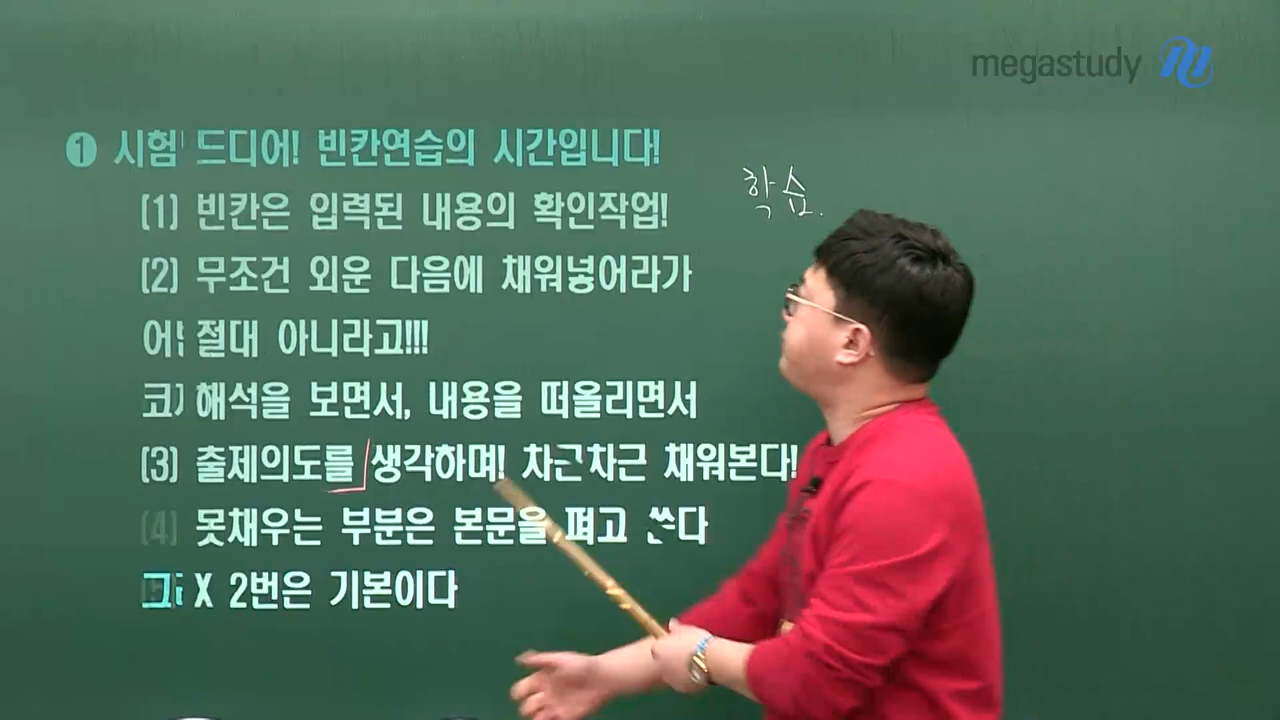 megastudy
❶ 시험 드디어! 빈칸연습의 시간입니다!
학습.
(1) 빈칸은 입력된 내용의 확인작업!
(2) 무조건 외운 다음에 채워넣어라가
절대 아니라고!!!
해석을 보면서, 내용을 떠올리면서
(3) 출제의도를 생각하며! 차근차근 채워본다!
(4) 못채우는 부분은 본문을 펴고 쓴다
X 2번은 기본이다